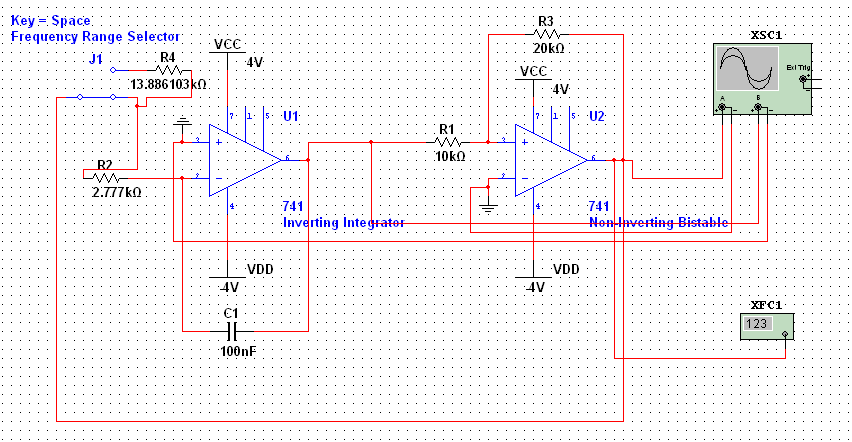 Key = Space
Frequency Range Selector
J1
R4
13.886103kΩ
VCC
4V
7 1 5
U1
3
2
6
4
741
Inverting Integrator
R2
2.777kΩ
VDD
-4V
C1
100nF
R1
10kΩ
R3
20kΩ
VCC
4V
7 1 5
U2
3
2
6
4
741
Non-Inverting Bistable
VDD
-4V
XSC1
Ext Trig
+
-
A
B
+ - + -
XFC1
123